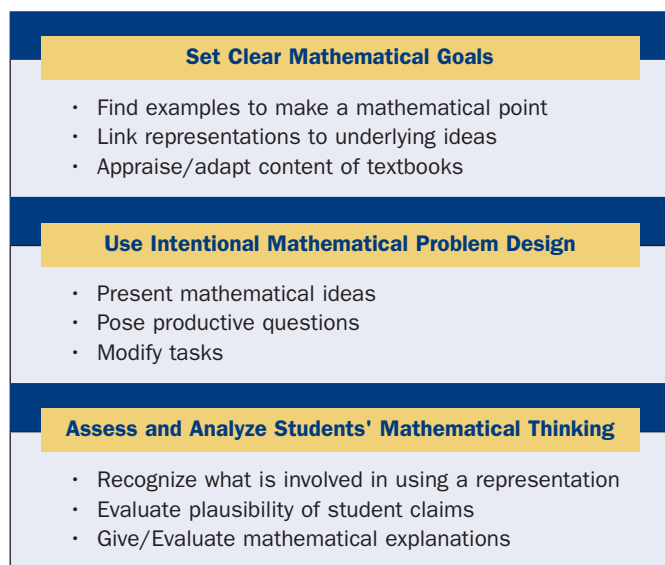 Set Clear Mathematical Goals
· Find examples to make a mathematical point
· Link representations to underlying ideas
· Appraise/adapt content of textbooks
Use Intentional Mathematical Problem Design
· Present mathematical ideas
· Pose productive questions
· Modify tasks
Assess and Analyze Students' Mathematical Thinking
· Recognize what is involved in using a representation
· Evaluate plausibility of student claims
· Give/Evaluate mathematical explanations